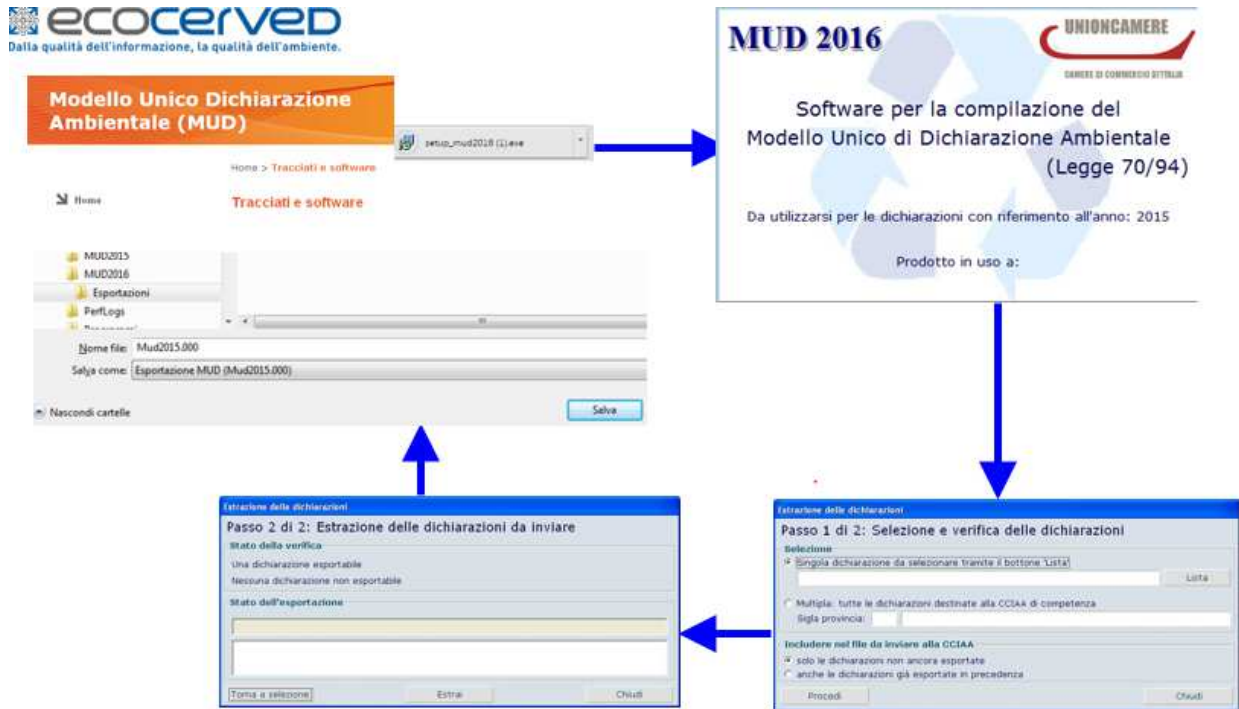 ecocerved
Dalla qualità dell'informazione, la qualità dell'ambiente.
Modello Unico Dichiarazione
Ambientale (MUD)
setup_mud2016 (1).exe
Home > Tracciati e software
Home
Tracciati e software
MUD2015
MUD2016
Esportazioni
PerfLogs
Nome file: Mud2015.000
Salva come: Esportazione MUD (Mud2015.000)
Nascondi cartelle
Salva
MUD 2016
UNIONCAMERE
CAMERE DI COMMERCIO D'ITALIA
Software per la compilazione del
Modello Unico di Dichiarazione Ambientale
(Legge 70/94)
Da utilizzarsi per le dichiarazioni con riferimento all'anno: 2015
Prodotto in uso a:
Estrazione delle dichiarazioni
Passo 1 di 2: Selezione e verifica delle dichiarazioni
Selezione
Singola dichiarazione da selezionare tramite il bottone 'Lista'
Lista
Multipla: tutte le dichiarazioni destinate alla CCIAA di competenza
Sigla provincia:
Includere nel file da inviare alla CCIAA
solo le dichiarazioni non ancora esportate
anche le dichiarazioni già esportate in precedenza
Procedi
Chiudi
Estrazione delle dichiarazioni
Passo 2 di 2: Estrazione delle dichiarazioni da inviare
Stato della verifica
Una dichiarazione esportabile
Nessuna dichiarazione non esportabile
Stato dell'esportazione
Torna a selezione
Estrai
Chiudi